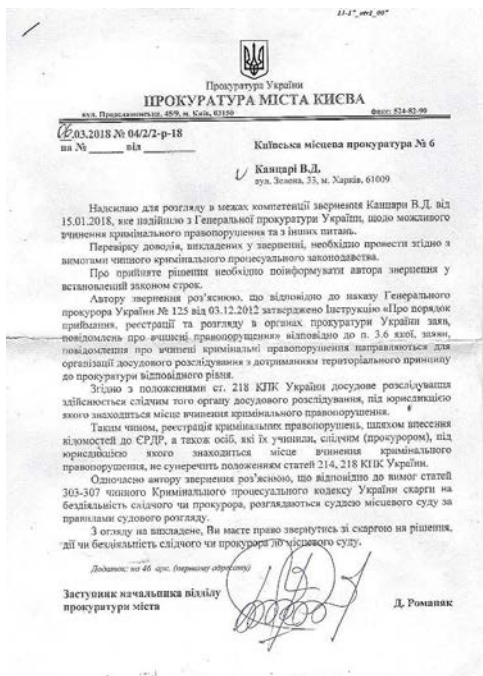 Прокуратура України
ПРОКУРАТУРА МІСТА КИЄВА
вул. Предславинська, 45/9, м. Київ, 03150 факс: 524-82-90
06.03.2018 № 04/2/2-р-18
на № ______ від ________
Київська місцева прокуратура № 6
Канцарі В.Д.
вул. Зелена, 33, м. Харків, 61009
Надсилаю для розгляду в межах компетенції звернення Канцари В.Д. від
15.01.2018, яке надійшло з Генеральної прокуратури України, щодо можливого
вчинення кримінального правопорушення та з інших питань.
Перевірку доводів, викладених у зверненні, необхідно провести згідно з
вимогами чинного кримінального процесуального законодавства.
Про прийняте рішення необхідно поінформувати автора звернення у
встановлений законом строк.
Автору звернення роз'яснюю, що відповідно до наказу Генерального
прокурора України № 125 від 03.12.2012 затверджено Інструкцію «Про порядок
приймання, реєстрації та розгляду в органах прокуратури України заяв,
повідомлень про вчинені правопорушення» відповідно до п. 3.6 якої, заяви,
повідомлення про вчинені кримінальні правопорушення направляються для
організації досудового розслідування з дотриманням територіального принципу
до прокуратури відповідного рівня.
Згідно з положеннями ст. 218 КПК України досудове розслідування
здійснюється слідчим того органу досудового розслідування, під юрисдикцією
якого знаходиться місце вчинення кримінального правопорушення.
Таким чином, реєстрація кримінальних правопорушень, шляхом внесення
відомостей до ЄРДР, а також осіб, які їх учинили, слідчим (прокурором), під
юрисдикцією якого знаходиться місце вчинення кримінального
правопорушення, не суперечить положенням статей 214, 218 КПК України.
Одночасно автору звернення роз'яснюю, що відповідно до вимог статей
303-307 чинного Кримінального процесуального кодексу України скарги на
бездіяльність слідчого чи прокурора, розглядаються суддею місцевого суду за
правилами судового розгляду.
З огляду на викладене, Ви маєте право звернутись зі скаргою на рішення,
дії чи бездіяльність слідчого чи прокурора до місцевого суду.
Додаток: на 46 арк. (першому адресату)
Заступник начальника відділу
прокуратури міста Д. Романяк